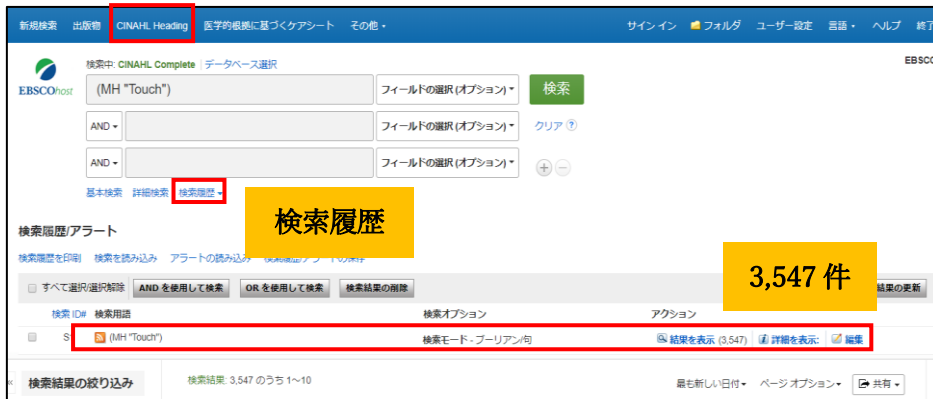 新規検索 出版物 CINAHL Heading 医学的根拠に基づくケアシート その他 サインイン フォルダ ユーザー設定 言語 ヘルプ 終了
検索中: CINAHL Complete データベース選択 EBSCO
EBSCOhost (MH "Touch") フィールドの選択 (オプション) 検索
AND フィールドの選択 (オプション) クリア ?
AND フィールドの選択 (オプション)
基本検索 詳細検索 検索履歴
検索履歴
検索履歴/アラート
検索履歴を印刷 検索を読み込み アラートの読み込み
3,547 件
すべて選択/選択解除 AND を使用して検索 OR を使用して検索 検索結果の削除 結果の更新
検索 ID# 検索用語 検索オプション アクション
S (MH "Touch") 検索モード - ブーリアン/句 結果を表示 (3,547) 詳細を表示: 編集
« 検索結果の絞り込み 検索結果: 3,547 のうち 1～10 最も新しい日付 ページ オプション 共有